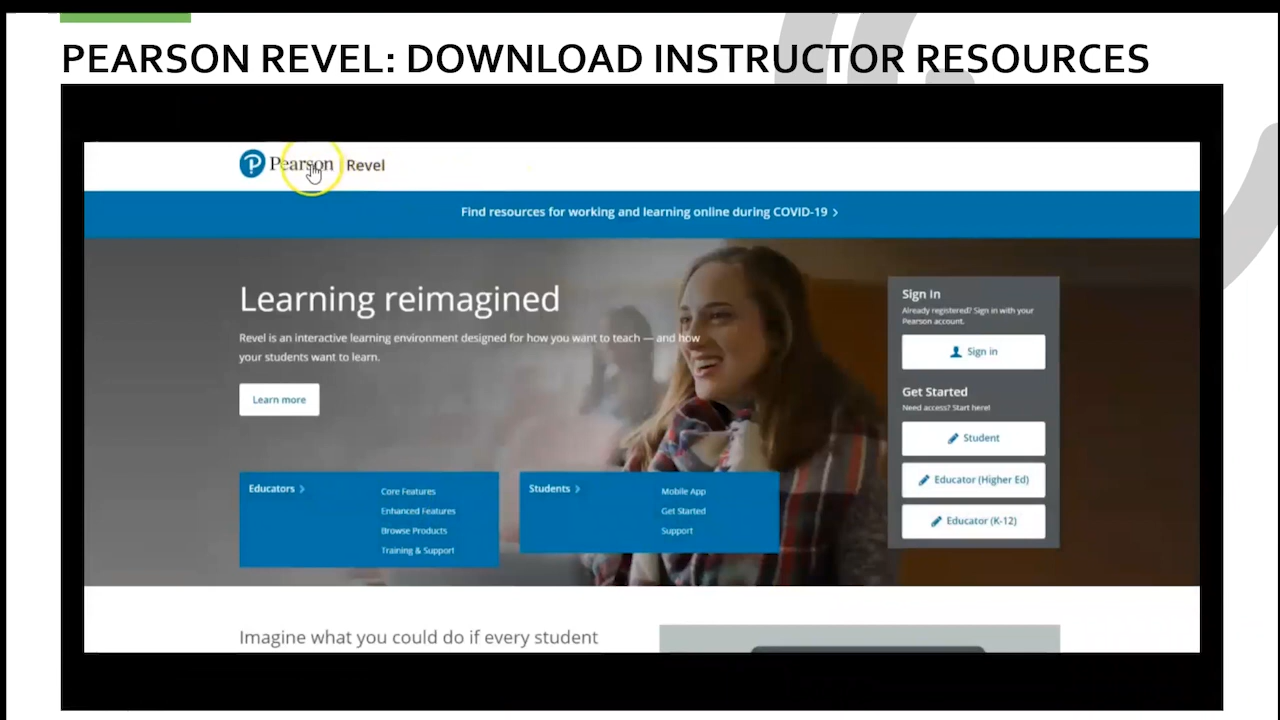 PEARSON REVEL: DOWNLOAD INSTRUCTOR RESOURCES
Pearson | Revel
Find resources for working and learning online during COVID-19 >
Learning reimagined
Revel is an interactive learning environment designed for how you want to teach — and how
your students want to learn.
Learn more
Educators >
Core Features
Enhanced Features
Browse Products
Training & Support
Students >
Mobile App
Get Started
Support
Sign In
Already registered? Sign in with your
Pearson account.
Sign in
Get Started
Need access? Start here!
Student
Educator (Higher Ed)
Educator (K-12)
Imagine what you could do if every student